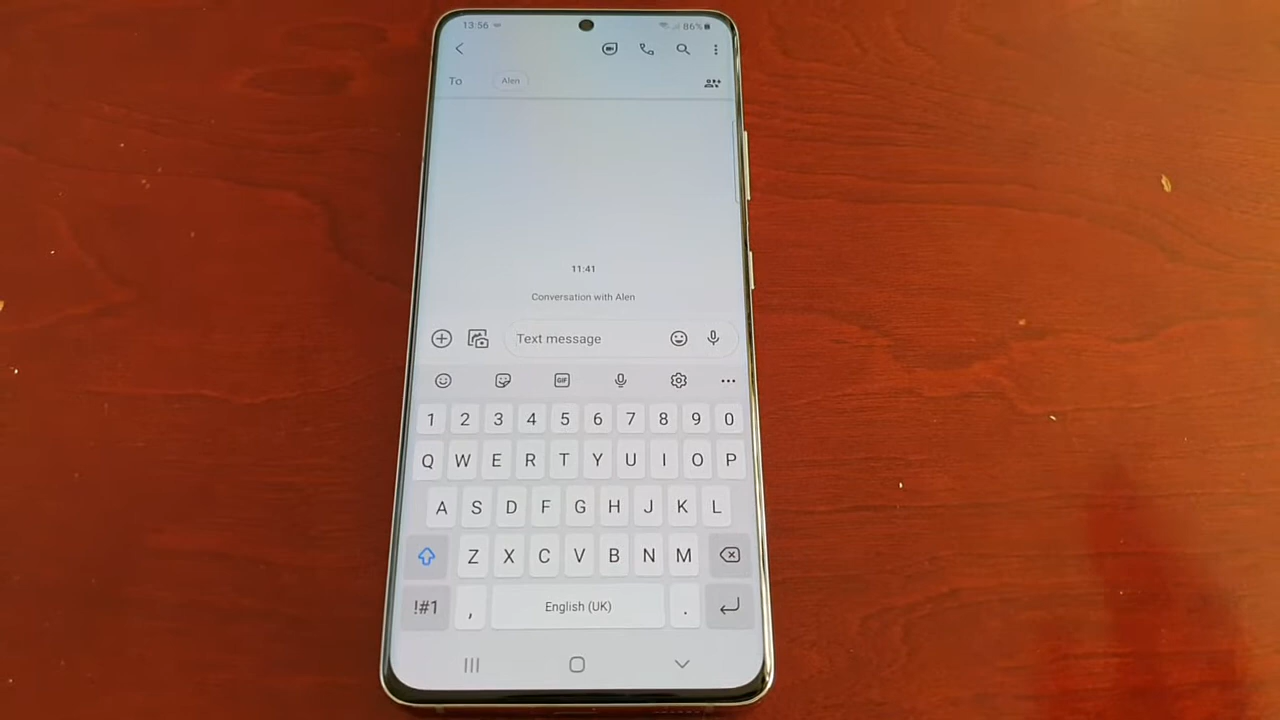 13:56 86%
To Alen
11:41
Conversation with Alen
Text message
GIF
1 2 3 4 5 6 7 8 9 0
Q W E R T Y U I O P
A S D F G H J K L
Z X C V B N M
!#1 , English (UK) .